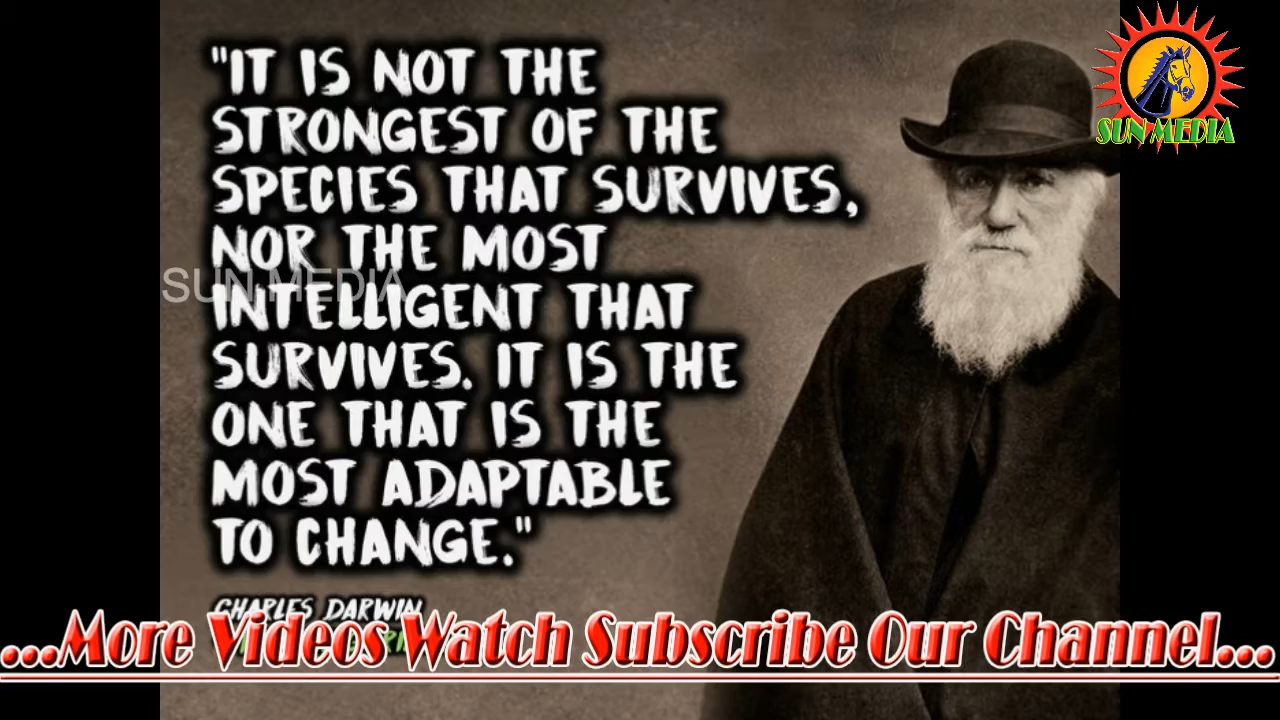 "IT IS NOT THE
STRONGEST OF THE
SPECIES THAT SURVIVES,
NOR THE MOST
INTELLIGENT THAT
SURVIVES. IT IS THE
ONE THAT IS THE
MOST ADAPTABLE
TO CHANGE."
CHARLES DARWIN
SUN MEDIA
SUN MEDIA
...More Videos Watch Subscribe Our Channel...